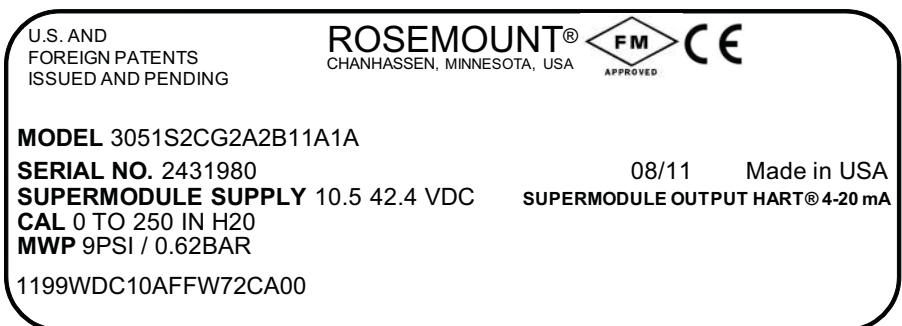 U.S. AND
FOREIGN PATENTS
ISSUED AND PENDING
ROSEMOUNT®
CHANHASSEN, MINNESOTA, USA
FM
APPROVED
CE
MODEL 3051S2CG2A2B11A1A
SERIAL NO. 2431980 08/11 Made in USA
SUPERMODULE SUPPLY 10.5 42.4 VDC SUPERMODULE OUTPUT HART® 4-20 mA
CAL 0 TO 250 IN H20
MWP 9PSI / 0.62BAR
1199WDC10AFFW72CA00